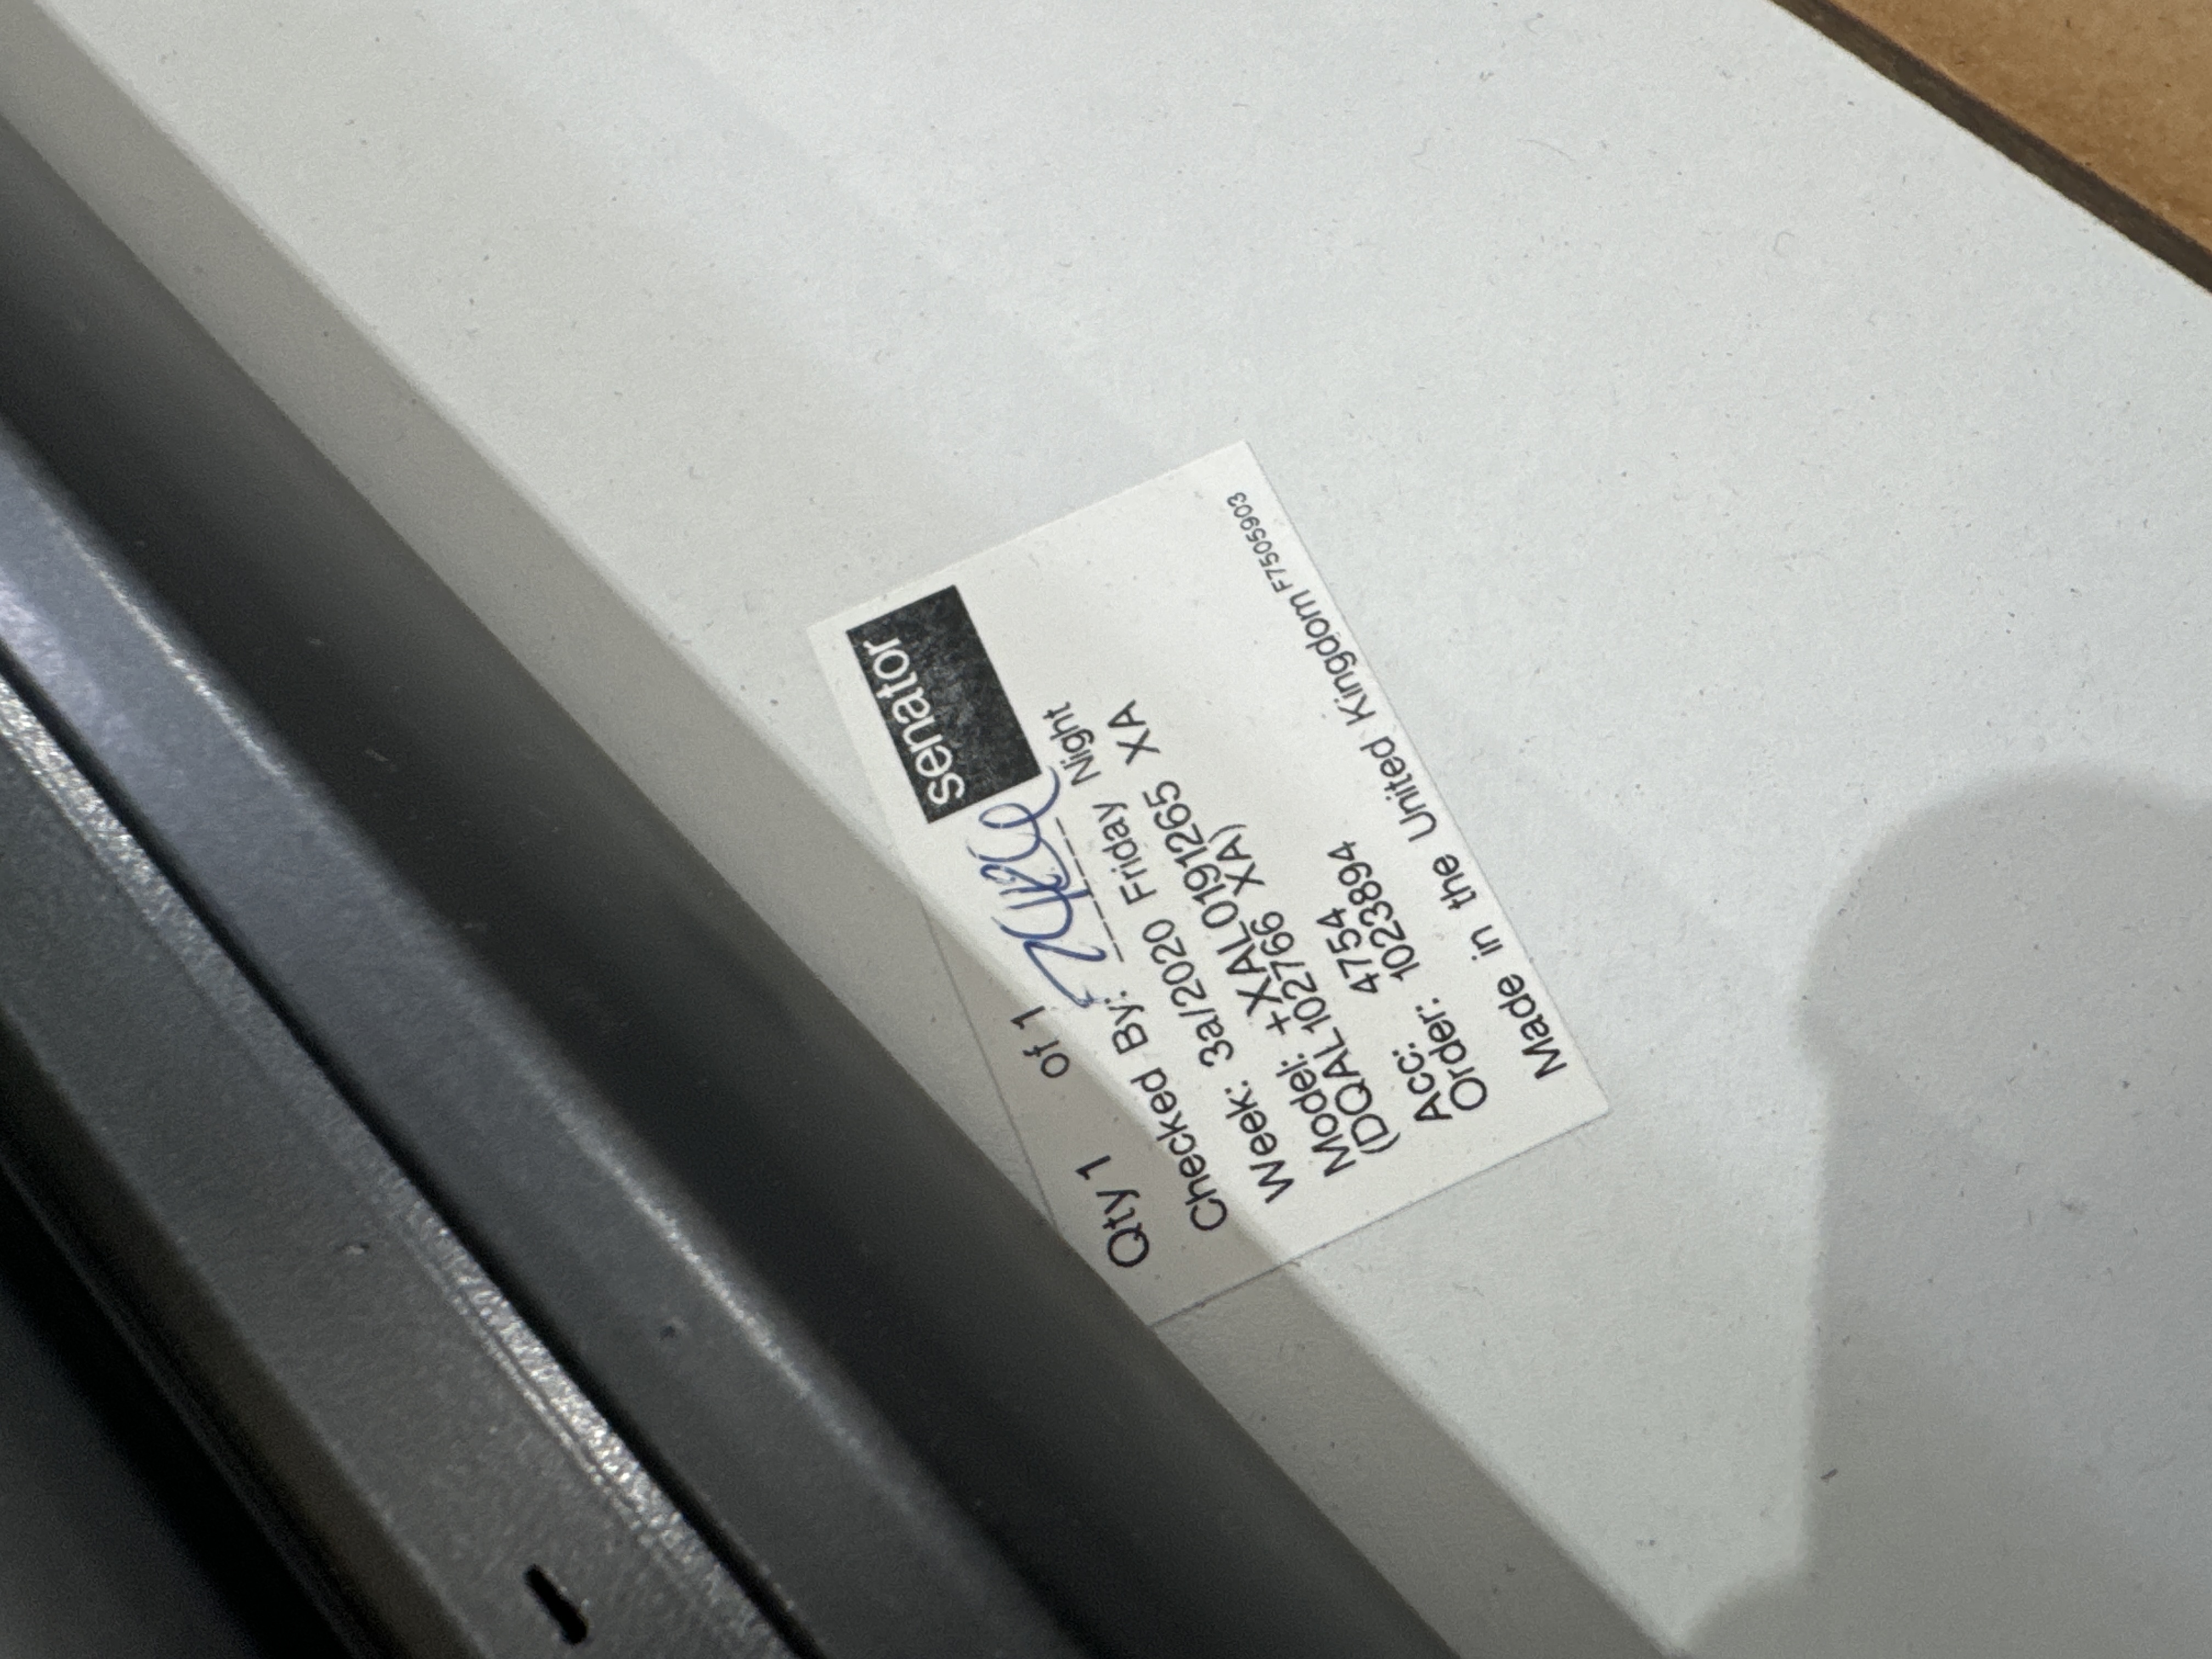 senator
Qty 1 of 1
Checked By:
Week: 3a/2020 Friday Night
Model: +XAL0191265 XA
(DQAL102766 XA)
Acc: 4754
Order: 10238894
Made in the United Kingdom F7505903